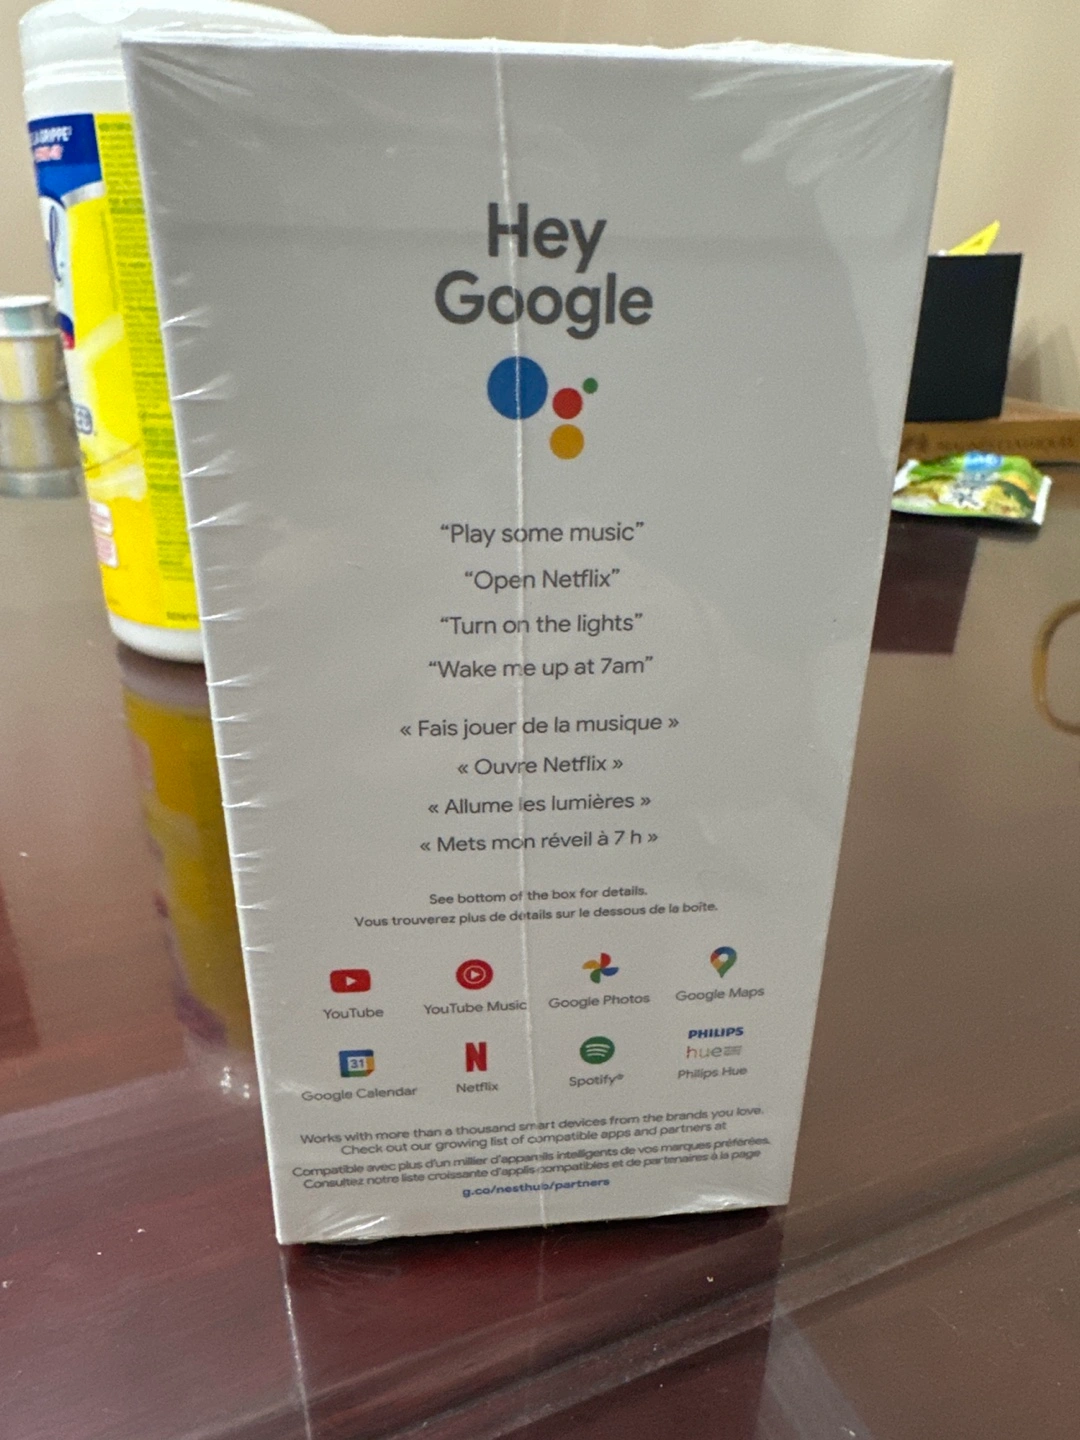 Hey
Google
“Play some music”
“Open Netflix”
“Turn on the lights”
“Wake me up at 7am”
« Fais jouer de la musique »
« Ouvre Netflix »
« Allume les lumières »
« Mets mon réveil à 7 h »
See bottom of the box for details.
Vous trouverez plus de détails sur le dessous de la boîte.
YouTube
YouTube Music
Google Photos
Google Maps
31
Google Calendar
N
Netflix
Spotify®
PHILIPS
hue
Philips Hue
Works with more than a thousand smart devices from the brands you love.
Check out our growing list of compatible apps and partners at
Compatible avec plus d'un millier d'appareils intelligents de vos marques préférées.
Consultez notre liste croissante d'applis compatibles et de partenaires à la page
g.co/nesthub/partners